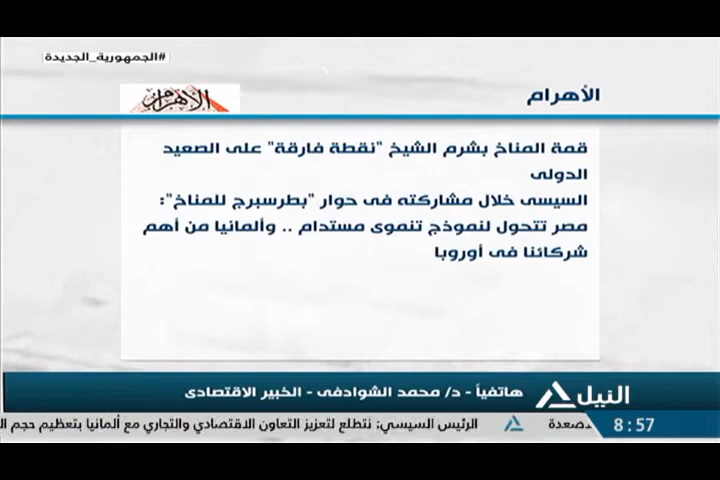 #الجمهورية_الجديدة
الأهرام
الأهرام
قمة المناخ بشرم الشيخ "نقطة فارقة" على الصعيد
الدولى
السيسى خلال مشاركته فى حوار "بطرسبرج للمناخ":
مصر تتحول لنموذج تنموى مستدام .. وألمانيا من أهم
شركائنا فى أوروبا
النيل
هاتفياً - د/ محمد الشوادفى - الخبير الاقتصادى
8:57
الرئيس السيسي: نتطلع لتعزيز التعاون الاقتصادي والتجاري مع ألمانيا بتعظيم حجم